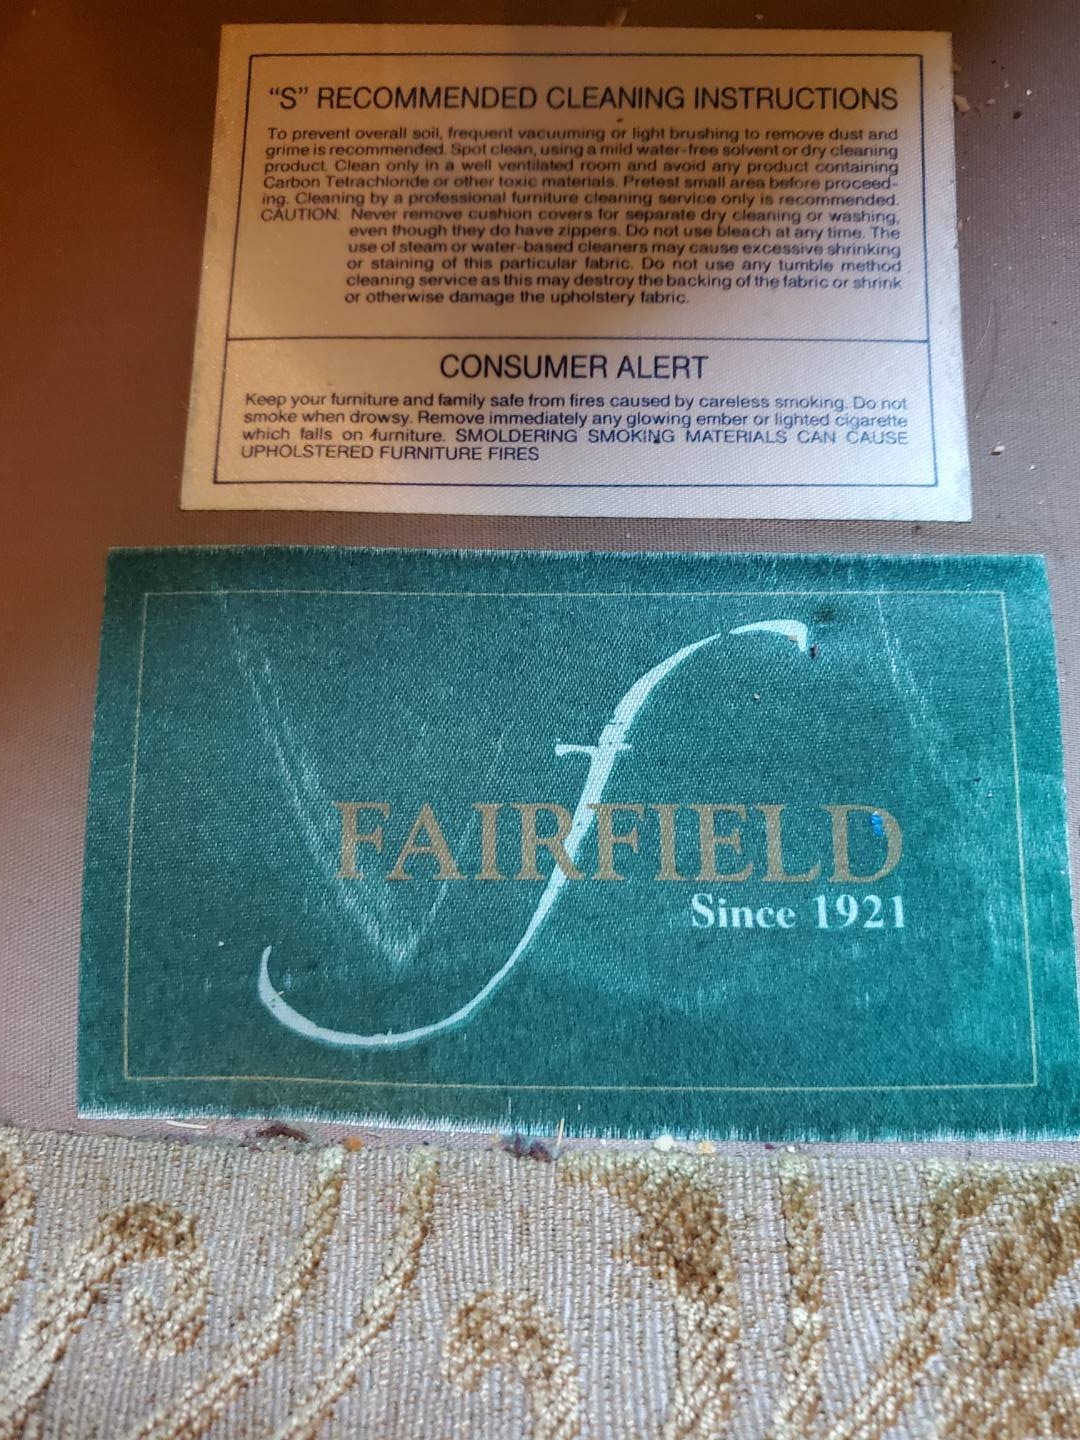 “S” RECOMMENDED CLEANING INSTRUCTIONS
To prevent overall soil, frequent vacuuming or light brushing to remove dust and
grime is recommended. Spot clean, using a mild water-free solvent or dry cleaning
product. Clean only in a well ventilated room and avoid any product containing
Carbon Tetrachloride or other toxic materials. Pretest small area before proceed-
ing. Cleaning by a professional furniture cleaning service only is recommended.
CAUTION: Never remove cushion covers for separate dry cleaning or washing,
even though they do have zippers. Do not use bleach at any time. The
use of steam or water-based cleaners may cause excessive shrinking
or staining of this particular fabric. Do not use any tumble method
cleaning service as this may destroy the backing of the fabric or shrink
or otherwise damage the upholstery fabric.
CONSUMER ALERT
Keep your furniture and family safe from fires caused by careless smoking. Do not
smoke when drowsy. Remove immediately any glowing ember or lighted cigarette
which falls on furniture. SMOLDERING SMOKING MATERIALS CAN CAUSE
UPHOLSTERED FURNITURE FIRES
f
FAIRFIELD
Since 1921